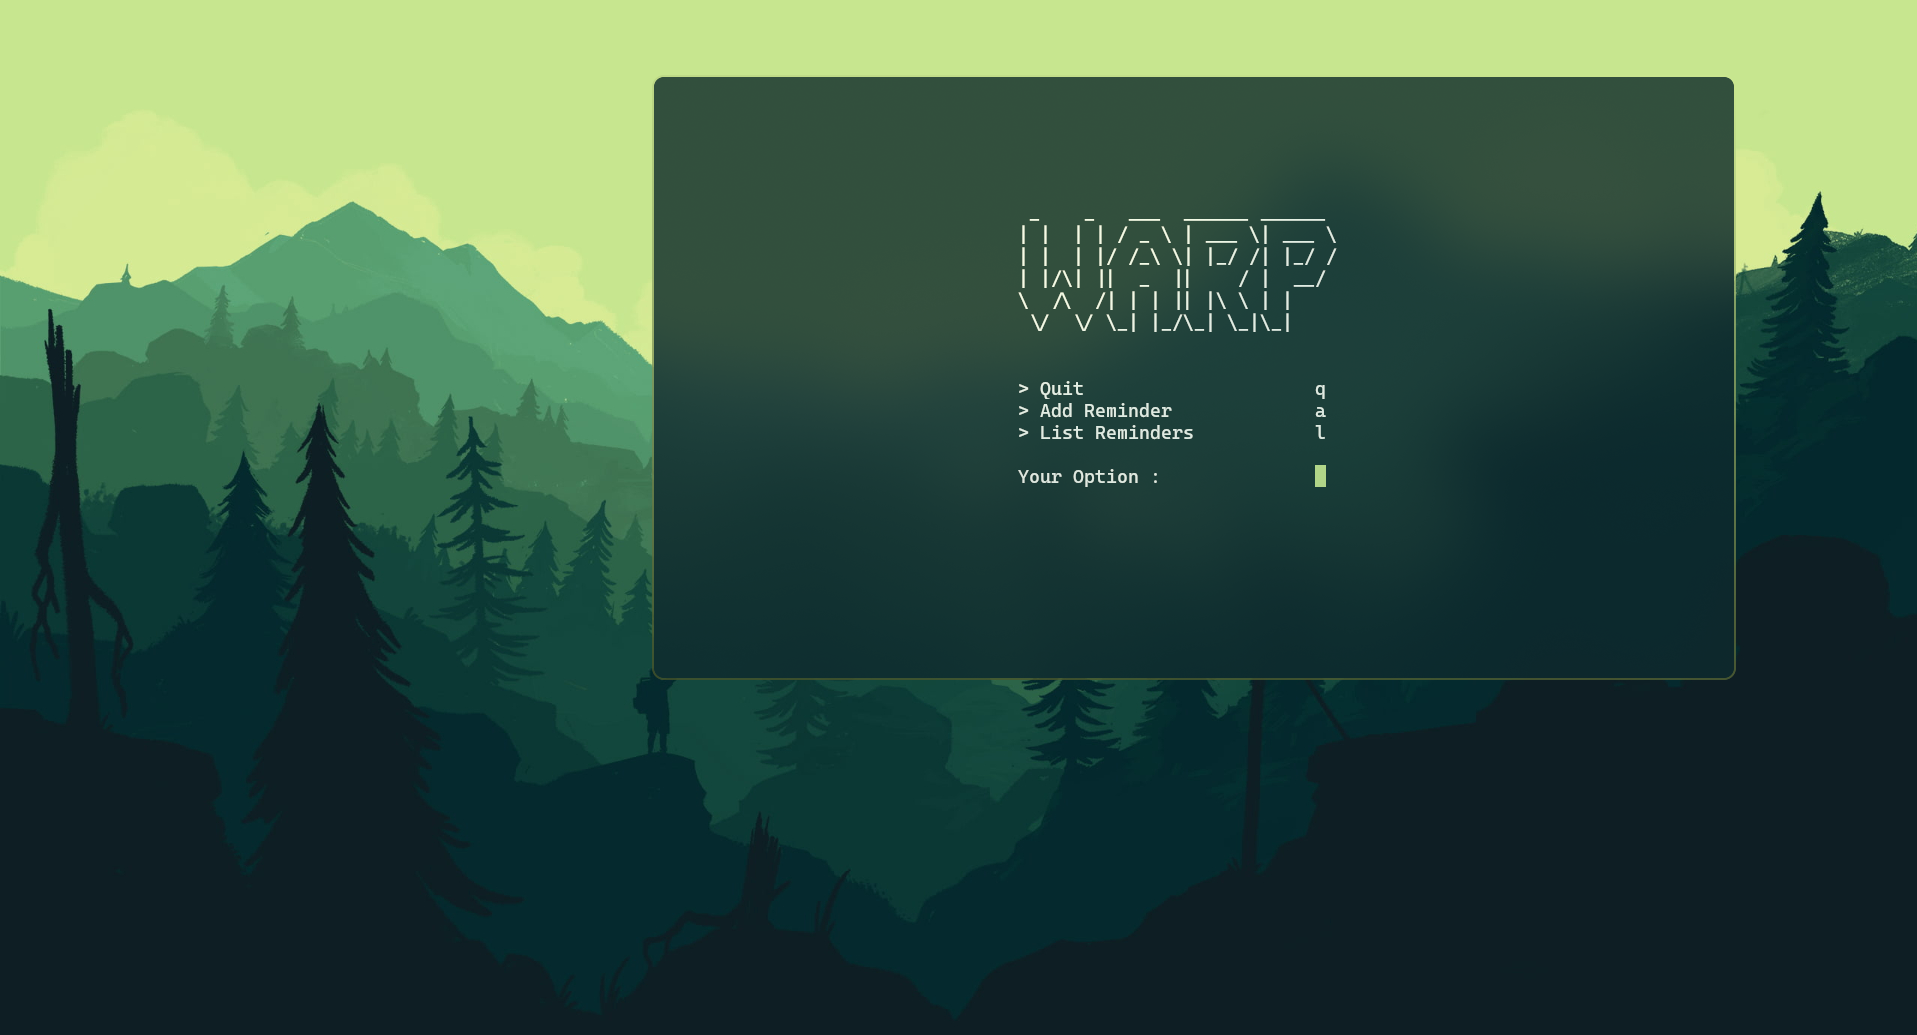 WARP
> Quit q
> Add Reminder a
> List Reminders l
Your Option :